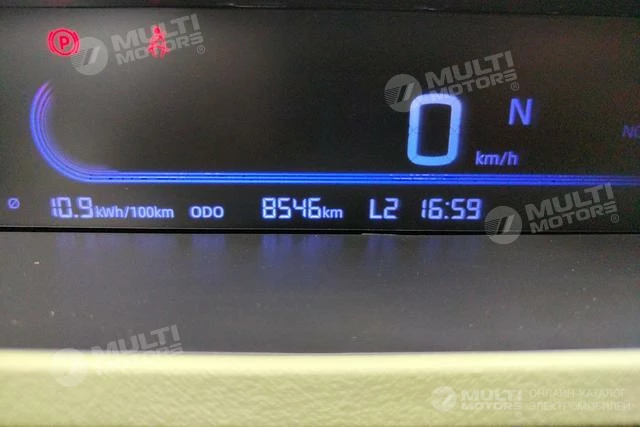 P
MULTI
MOTORS®
MULTI
MOTORS®
0
N
km/h
Ø 10.9 kWh/100km ODO 8546 km L2 16:59
MULTI
MOTORS®
MULTI
MOTORS®
MULTI
MOTORS®
ОНЛАЙН-КАТАЛОГ
ЭЛЕКТРОМОБИЛЕЙ